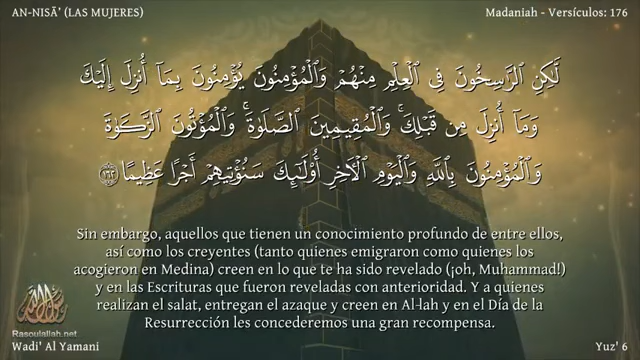 AN-NISĀ' (LAS MUJERES)
Madaniah - Versículos: 176
لَّٰكِنِ ٱلرَّٰسِخُونَ فِى ٱلْعِلْمِ مِنْهُمْ وَٱلْمُؤْمِنُونَ يُؤْمِنُونَ بِمَآ أُنزِلَ إِلَيْكَ
وَمَآ أُنزِلَ مِن قَبْلِكَ ۚ وَٱلْمُقِيمِينَ ٱلصَّلَوٰةَ ۚ وَٱلْمُؤْتُونَ ٱلزَّكَوٰةَ
وَٱلْمُؤْمِنُونَ بِٱللَّهِ وَٱلْيَوْمِ ٱلْءَاخِرِ أُو۟لَٰٓئِكَ سَنُؤْتِيهِمْ أَجْرًا عَظِيمًا ١٦٢
Sin embargo, aquellos que tienen un conocimiento profundo de entre ellos,
así como los creyentes (tanto quienes emigraron como quienes los
acogieron en Medina) creen en lo que te ha sido revelado (¡oh, Muhammad!)
y en las Escrituras que fueron reveladas con anterioridad. Y a quienes
realizan el salat, entregan el azaque y creen en Al-lah y en el Día de la
Resurrección les concederemos una gran recompensa.
Rasoulallah.net
Wadi' Al Yamani
Yuz' 6